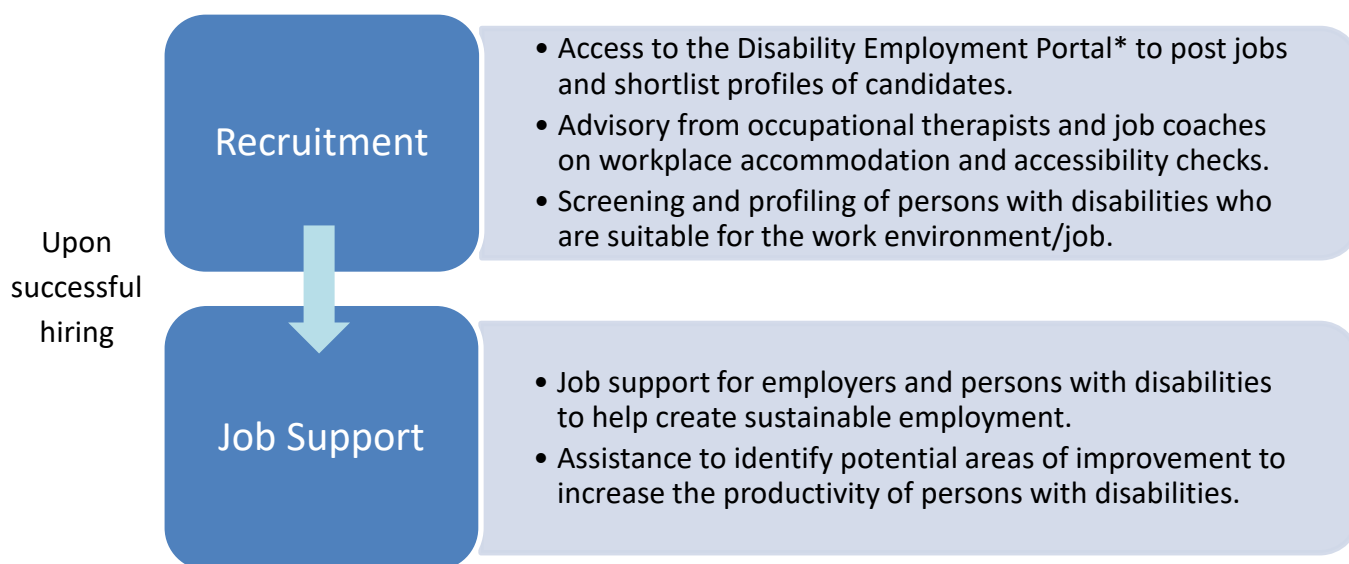 Recruitment
• Access to the Disability Employment Portal* to post jobs
and shortlist profiles of candidates.
• Advisory from occupational therapists and job coaches
on workplace accommodation and accessibility checks.
• Screening and profiling of persons with disabilities who
are suitable for the work environment/job.
Upon
successful
hiring
Job Support
• Job support for employers and persons with disabilities
to help create sustainable employment.
• Assistance to identify potential areas of improvement to
increase the productivity of persons with disabilities.